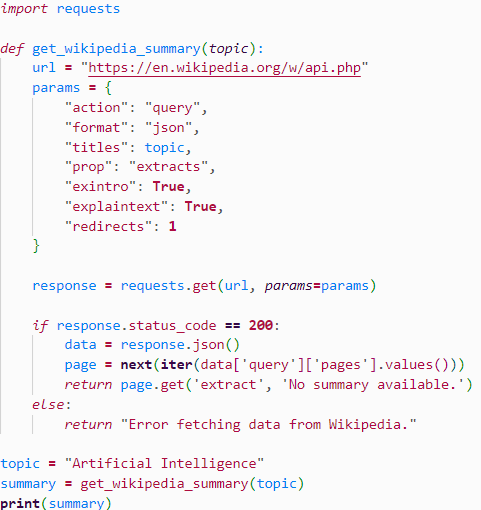 import requests

def get_wikipedia_summary(topic):
    url = "https://en.wikipedia.org/w/api.php"
    params = {
        "action": "query",
        "format": "json",
        "titles": topic,
        "prop": "extracts",
        "exintro": True,
        "explaintext": True,
        "redirects": 1
    }

    response = requests.get(url, params=params)

    if response.status_code == 200:
        data = response.json()
        page = next(iter(data['query']['pages'].values()))
        return page.get('extract', 'No summary available.')
    else:
        return "Error fetching data from Wikipedia."

topic = "Artificial Intelligence"
summary = get_wikipedia_summary(topic)
print(summary)